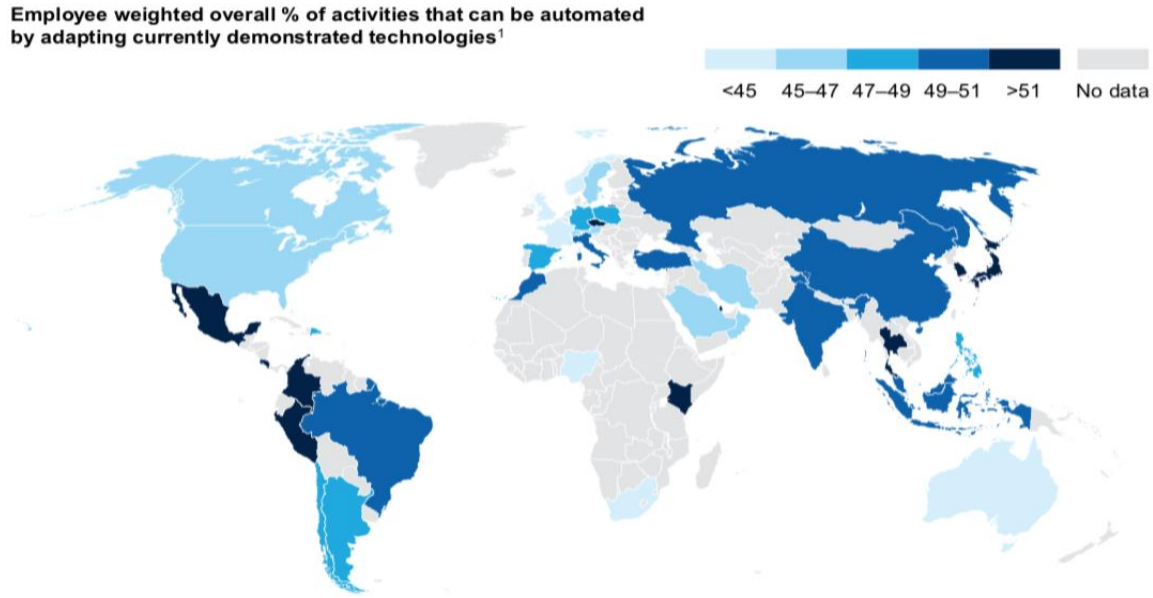 Employee weighted overall % of activities that can be automated
by adapting currently demonstrated technologies¹
<45 45–47 47–49 49–51 >51 No data